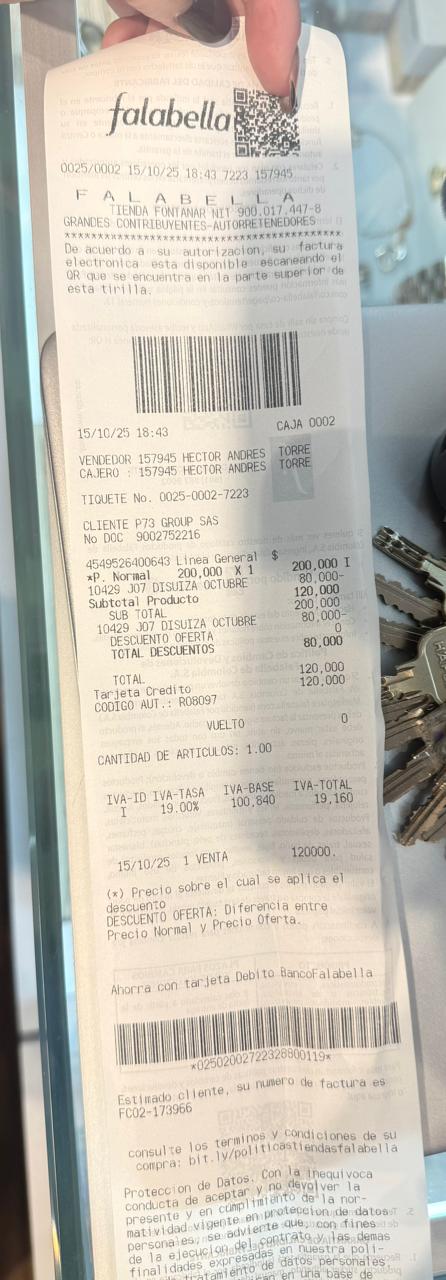 falabella
0025/0002 15/10/25 18:43 7223 157945
F A L A B E L L A
TIENDA FONTANAR NIT 900.017.447-8
GRANDES CONTRIBUYENTES-AUTORRETENEDORES
****************************************
De acuerdo a su autorizacion, su factura
electronica esta disponible escaneando el
QR que se encuentra en la parte superior de
esta tirilla.
15/10/25 18:43 CAJA 0002
VENDEDOR 157945 HECTOR ANDRES TORRE
CAJERO : 157945 HECTOR ANDRES TORRE
TIQUETE No. 0025-0002-7223
CLIENTE P73 GROUP SAS
No DOC 9002752216
4549526400643 Linea General $ 200,000 I
*P. Normal 200,000 X 1
10429 J07 DISUIZA OCTUBRE 80,000-
Subtotal Producto 120,000
SUB TOTAL 200,000
10429 J07 DISUIZA OCTUBRE 80,000-
DESCUENTO OFERTA 0
TOTAL DESCUENTOS 80,000
TOTAL 120,000
Tarjeta Credito 120,000
CODIGO AUT.: R08097
VUELTO 0
CANTIDAD DE ARTICULOS: 1.00
IVA-ID IVA-TASA IVA-BASE IVA-TOTAL
I 19.00% 100,840 19,160
15/10/25 1 VENTA 120000.
(*) Precio sobre el cual se aplica el
descuento
DESCUENTO OFERTA: Diferencia entre
Precio Normal y Precio Oferta.
Ahorra con tarjeta Debito BancoFalabella
*02502002722328800119*
Estimado cliente, su numero de factura es
FC02-173966
consulte los terminos y condiciones de su
compra: bit.ly/politicastiendasfalabella
Proteccion de Datos. Con la inequivoca
conducta de aceptar y no devolver la
presente y en cumplimiento de la nor-
matividad vigente en proteccion de datos
personales, se advierte que, con fines
de la ejecucion del contrato y las demas
finalidades expresadas en nuestra poli-
tratamiento de datos personales,
en una base de